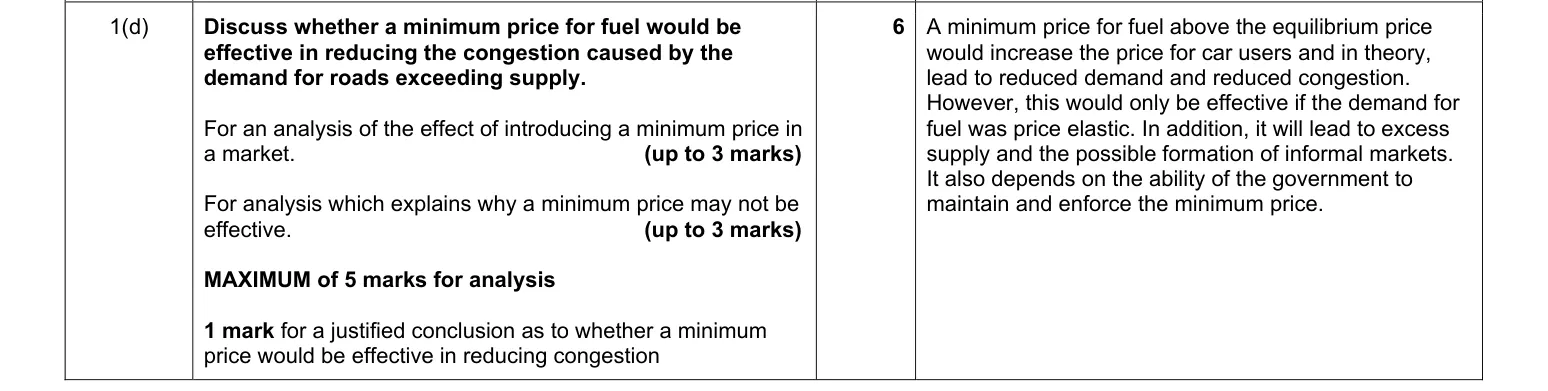 1(d)
Discuss whether a minimum price for fuel would be
effective in reducing the congestion caused by the
demand for roads exceeding supply.
For an analysis of the effect of introducing a minimum price in
a market. (up to 3 marks)
For analysis which explains why a minimum price may not be
effective. (up to 3 marks)
MAXIMUM of 5 marks for analysis
1 mark for a justified conclusion as to whether a minimum
price would be effective in reducing congestion
6
A minimum price for fuel above the equilibrium price
would increase the price for car users and in theory,
lead to reduced demand and reduced congestion.
However, this would only be effective if the demand for
fuel was price elastic. In addition, it will lead to excess
supply and the possible formation of informal markets.
It also depends on the ability of the government to
maintain and enforce the minimum price.